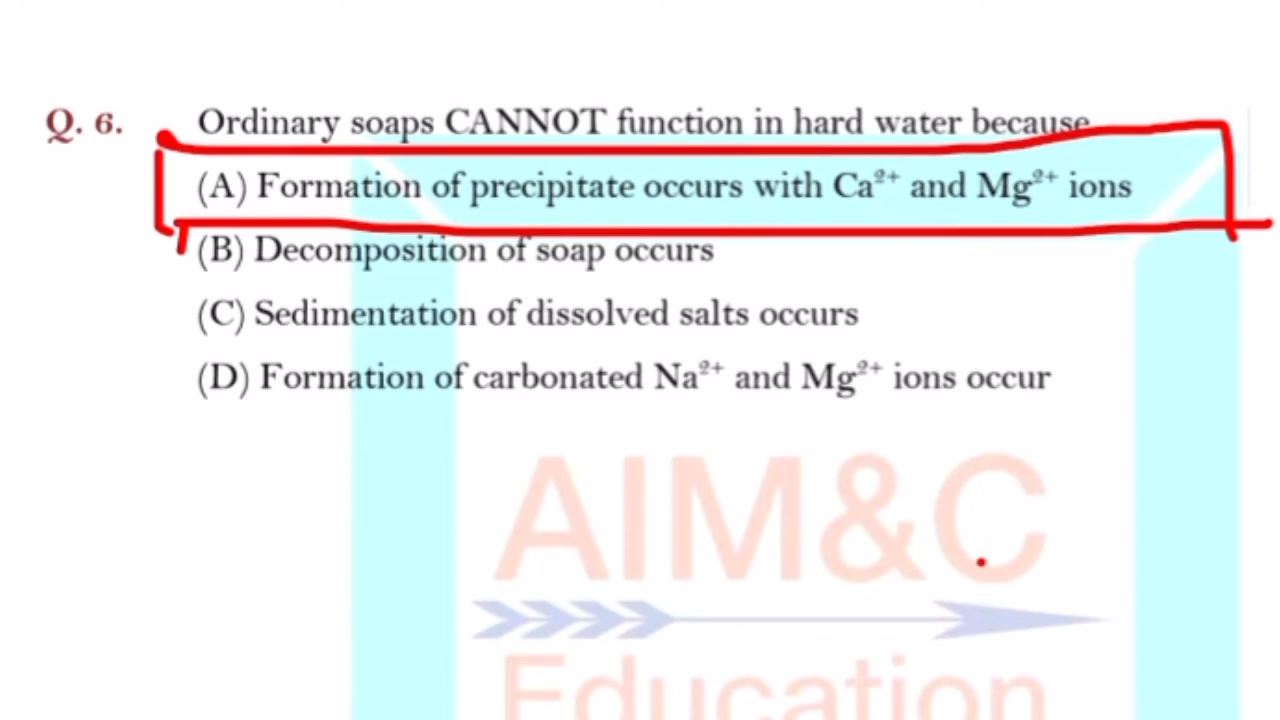 Q. 6. Ordinary soaps CANNOT function in hard water because
(A) Formation of precipitate occurs with Ca²⁺ and Mg²⁺ ions
(B) Decomposition of soap occurs
(C) Sedimentation of dissolved salts occurs
(D) Formation of carbonated Na²⁺ and Mg²⁺ ions occur
AIM&C
Education